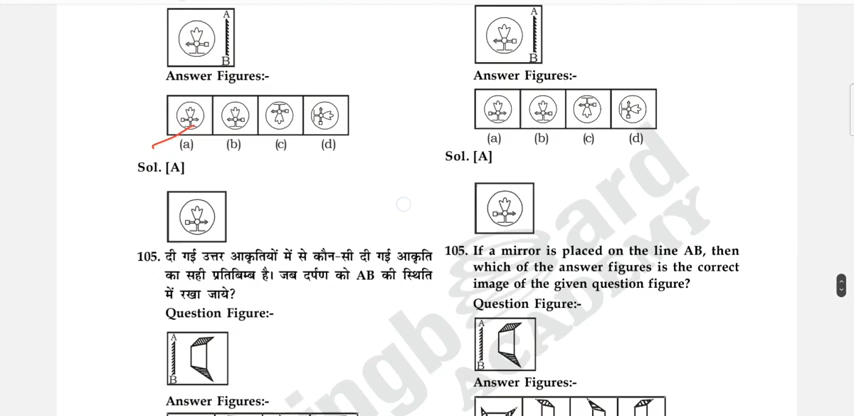 A
B
Answer Figures:-
(a) (b) (c) (d)
Sol. [A]
105. दी गई उत्तर आकृतियों में से कौन-सी दी गई आकृति
का सही प्रतिबिम्ब है। जब दर्पण को AB की स्थिति
में रखा जाये?
Question Figure:-
A
B
Answer Figures:-
A
B
Answer Figures:-
(a) (b) (c) (d)
Sol. [A]
105. If a mirror is placed on the line AB, then
which of the answer figures is the correct
image of the given question figure?
Question Figure:-
A
B
Answer Figures:-
ACADEMY